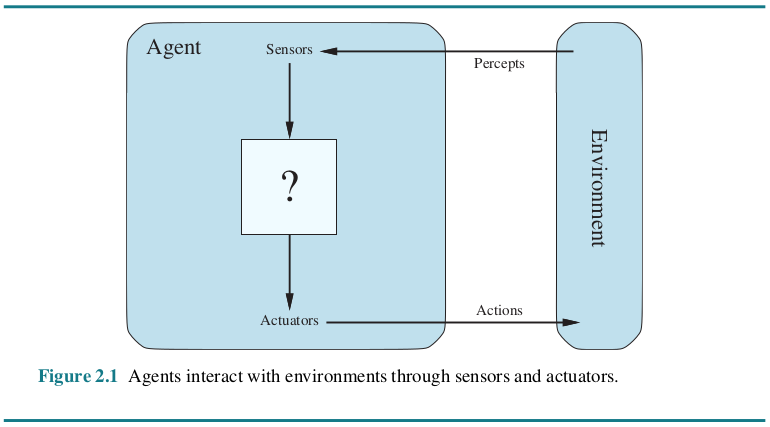 Agent
Sensors
Percepts
?
Environment
Actuators
Actions
Figure 2.1 Agents interact with environments through sensors and actuators.